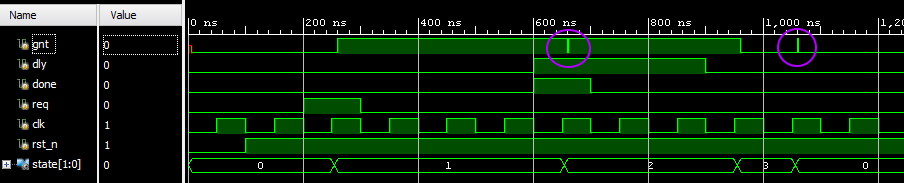 Name Value 0 ns 200 ns 400 ns 600 ns 800 ns 1,000 ns 1,2
gnt 0
dly 0
done 0
req 0
clk 1
rst_n 1
state[1:0] 0 0 1 2 3 0